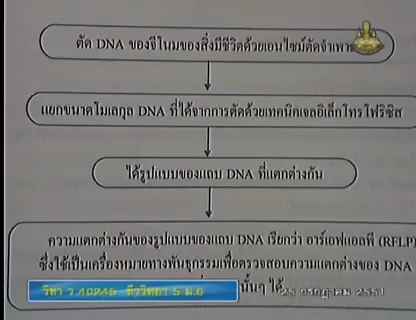 ตัด DNA ของจีโนมของสิ่งมีชีวิตด้วยเอนไซม์ตัดจำเพาะ
แยกขนาดโมเลกุล DNA ที่ได้จากการตัดด้วยเทคนิคเจลอิเล็กโทรโฟริซิส
ได้รูปแบบของแถบ DNA ที่แตกต่างกัน
ความแตกต่างกันของรูปแบบของแถบ DNA เรียกว่า อาร์เอฟแอลพี (RFLP)
ซึ่งใช้เป็นเครื่องหมายทางพันธุกรรมเพื่อตรวจสอบความแตกต่างของ DNA
นั้นๆ ได้
วิชา ว 40245 ชีววิทยา 5 ม.6
25 กรกฎาคม 2551